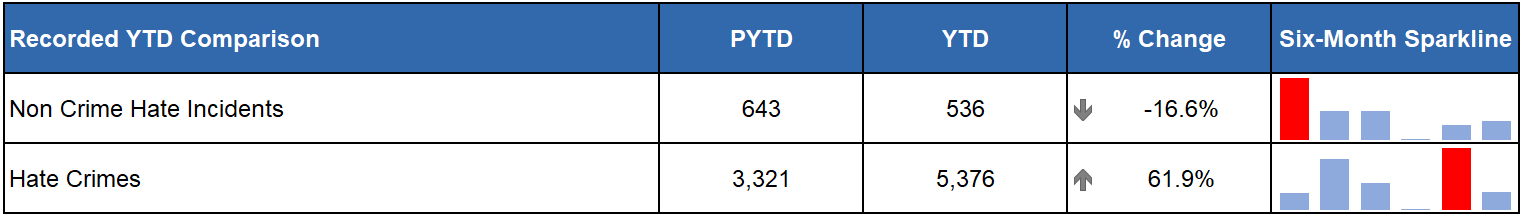 Recorded YTD Comparison PYTD YTD % Change Six-Month Sparkline
Non Crime Hate Incidents 643 536 -16.6%
Hate Crimes 3,321 5,376 61.9%